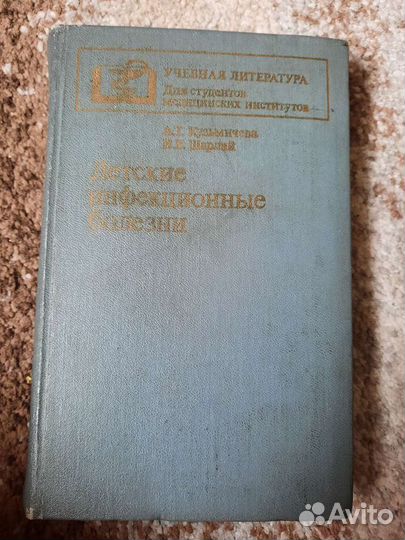 УЧЕБНАЯ ЛИТЕРАТУРА
Для студентов
медицинских институтов
А.Т. Кузьмичева
И.В. Шарлай
Детские
инфекционные
болезни
Avito